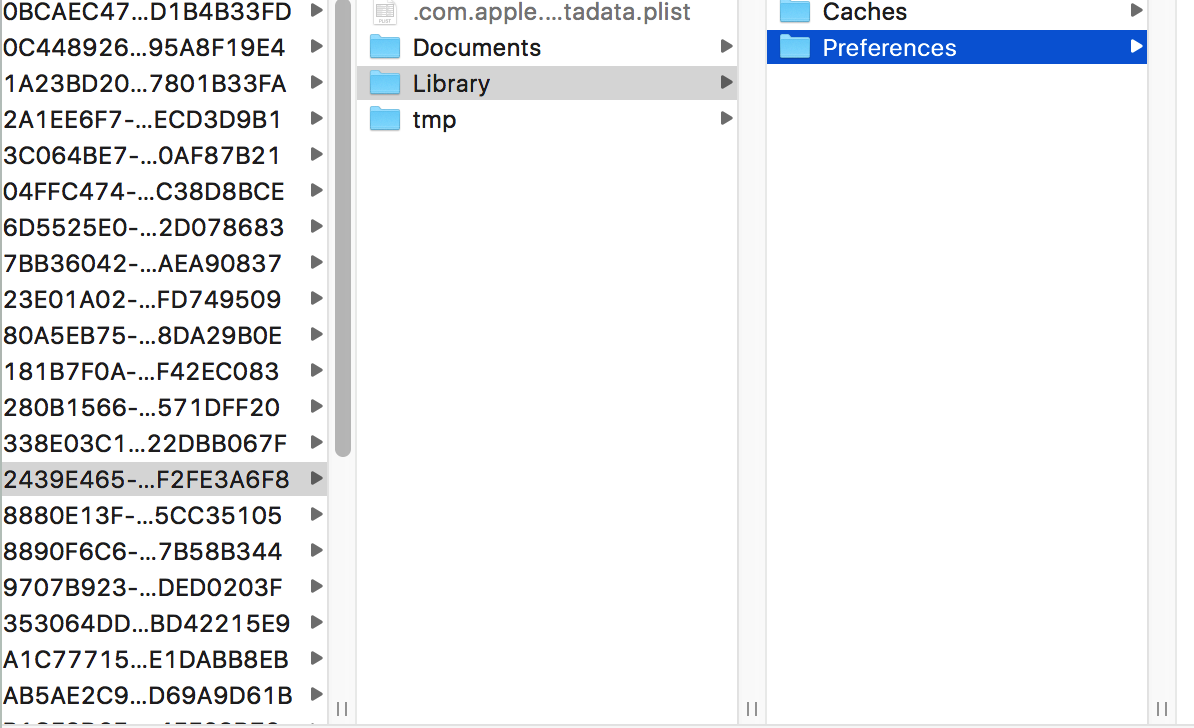 0BCAEC47...D1B4B33FD
0C448926...95A8F19E4
1A23BD20...7801B33FA
2A1EE6F7-...ECD3D9B1
3C064BE7-...0AF87B21
04FFC474-...C38D8BCE
6D5525E0-...2D078683
7BB36042-...AEA90837
23E01A02-...FD749509
80A5EB75-...8DA29B0E
181B7F0A-...F42EC083
280B1566-...571DFF20
338E03C1...22DBB067F
2439E465-...F2FE3A6F8
8880E13F-...5CC35105
8890F6C6-...7B58B344
9707B923-...DED0203F
353064DD...BD42215E9
A1C77715...E1DABB8EB
AB5AE2C9...D69A9D61B
.com.apple....tadata.plist
Documents
Library
tmp
Caches
Preferences